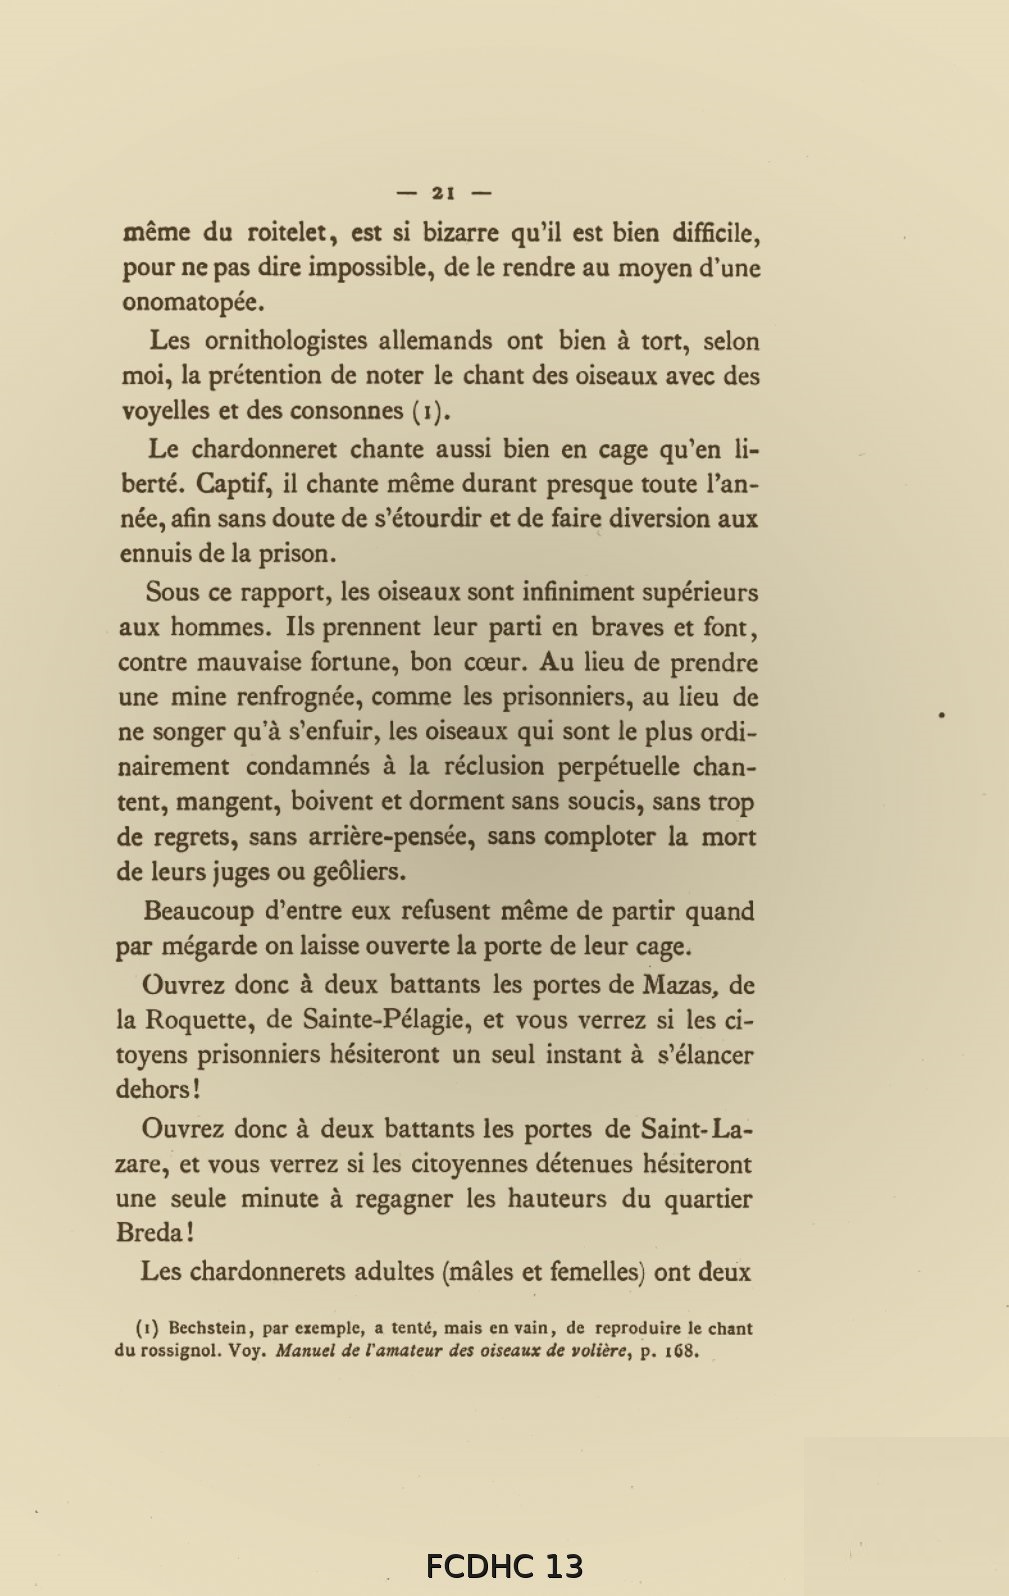 — 21 —
même du roitelet, est si bizarre qu'il est bien difficile,
pour ne pas dire impossible, de le rendre au moyen d'une
onomatopée.
Les ornithologistes allemands ont bien à tort, selon
moi, la prétention de noter le chant des oiseaux avec des
voyelles et des consonnes (1).
Le chardonneret chante aussi bien en cage qu'en li-
berté. Captif, il chante même durant presque toute l'an-
née, afin sans doute de s'étourdir et de faire diversion aux
ennuis de la prison.
Sous ce rapport, les oiseaux sont infiniment supérieurs
aux hommes. Ils prennent leur parti en braves et font,
contre mauvaise fortune, bon cœur. Au lieu de prendre
une mine renfrognée, comme les prisonniers, au lieu de
ne songer qu'à s'enfuir, les oiseaux qui sont le plus ordi-
nairement condamnés à la réclusion perpétuelle chan-
tent, mangent, boivent et dorment sans soucis, sans trop
de regrets, sans arrière-pensée, sans comploter la mort
de leurs juges ou geôliers.
Beaucoup d'entre eux refusent même de partir quand
par mégarde on laisse ouverte la porte de leur cage.
Ouvrez donc à deux battants les portes de Mazas, de
la Roquette, de Sainte-Pélagie, et vous verrez si les ci-
toyens prisonniers hésiteront un seul instant à s'élancer
dehors!
Ouvrez donc à deux battants les portes de Saint-La-
zare, et vous verrez si les citoyennes détenues hésiteront
une seule minute à regagner les hauteurs du quartier
Breda!
Les chardonnerets adultes (mâles et femelles) ont deux
(1) Bechstein, par exemple, a tenté, mais en vain, de reproduire le chant
du rossignol. Voy. Manuel de l'amateur des oiseaux de volière, p. 168.
FCDHC 13